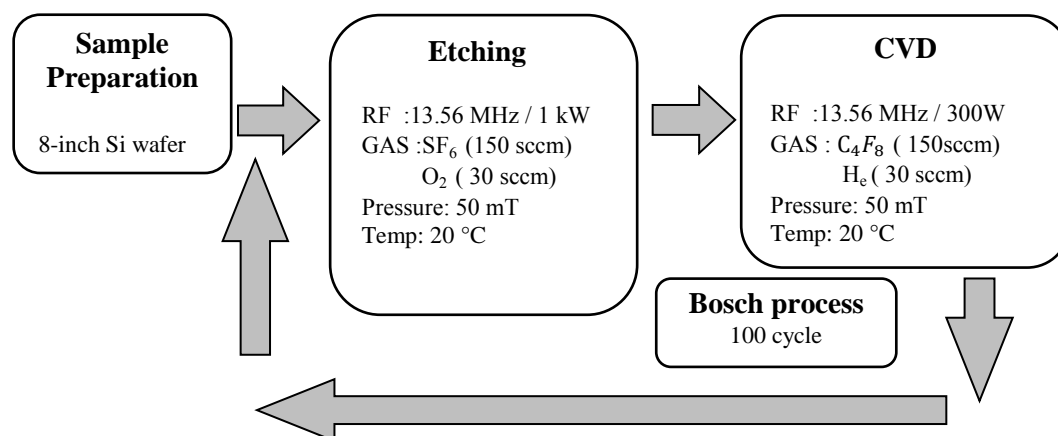 Sample
Preparation
8-inch Si wafer
Etching
RF :13.56 MHz / 1 kW
GAS :SF₆ (150 sccm)
O₂ ( 30 sccm)
Pressure: 50 mT
Temp: 20 °C
CVD
RF :13.56 MHz / 300W
GAS : C₄F₈ ( 150sccm)
Hₑ ( 30 sccm)
Pressure: 50 mT
Temp: 20 °C
Bosch process
100 cycle